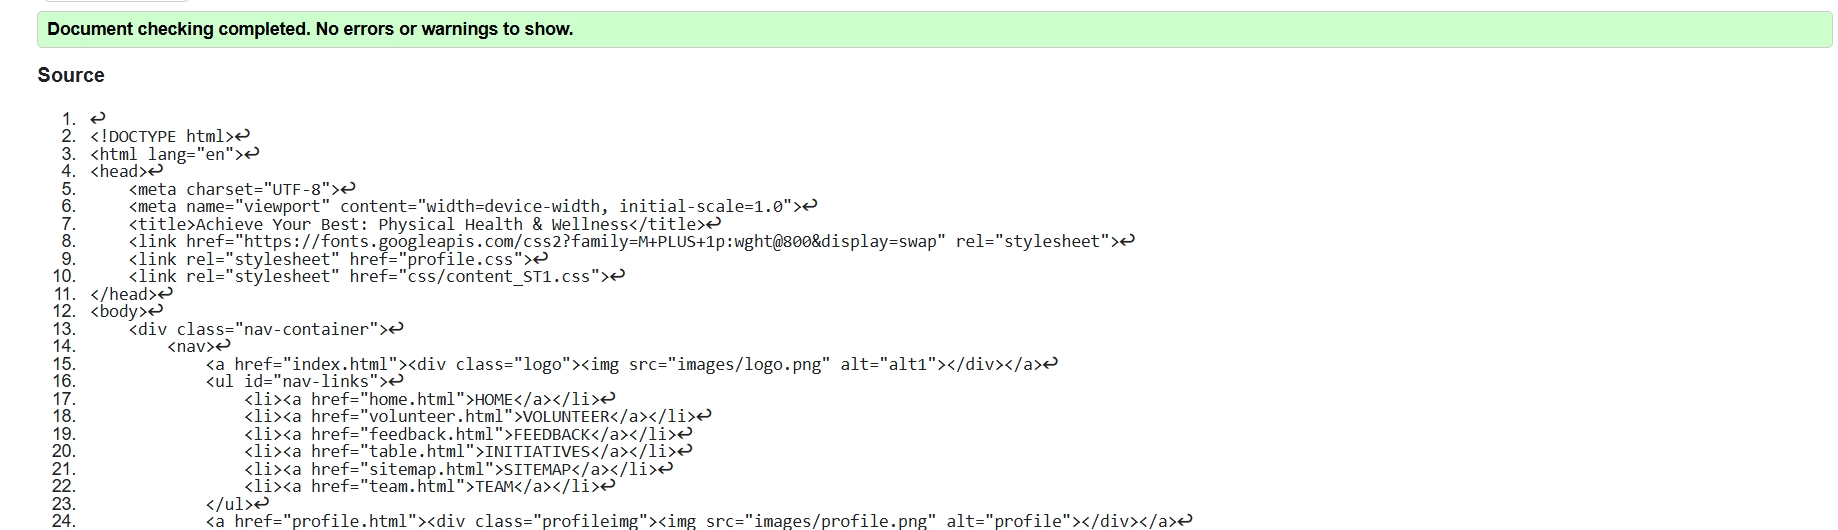 Document checking completed. No errors or warnings to show.
Source
1. ↩
2. <!DOCTYPE html>↩
3. <html lang="en">↩
4. <head>↩
5.     <meta charset="UTF-8">↩
6.     <meta name="viewport" content="width=device-width, initial-scale=1.0">↩
7.     <title>Achieve Your Best: Physical Health & Wellness</title>↩
8.     <link href="https://fonts.googleapis.com/css2?family=M+PLUS+1p:wght@800&display=swap" rel="stylesheet">↩
9.     <link rel="stylesheet" href="profile.css">↩
10.     <link rel="stylesheet" href="css/content_ST1.css">↩
11. </head>↩
12. <body>↩
13.     <div class="nav-container">↩
14.         <nav>↩
15.             <a href="index.html"><div class="logo"><img src="images/logo.png" alt="alt1"></div></a>↩
16.             <ul id="nav-links">↩
17.                 <li><a href="home.html">HOME</a></li>↩
18.                 <li><a href="volunteer.html">VOLUNTEER</a></li>↩
19.                 <li><a href="feedback.html">FEEDBACK</a></li>↩
20.                 <li><a href="table.html">INITIATIVES</a></li>↩
21.                 <li><a href="sitemap.html">SITEMAP</a></li>↩
22.                 <li><a href="team.html">TEAM</a></li>↩
23.             </ul>↩
24.             <a href="profile.html"><div class="profileimg"><img src="images/profile.png" alt="profile"></div></a>↩